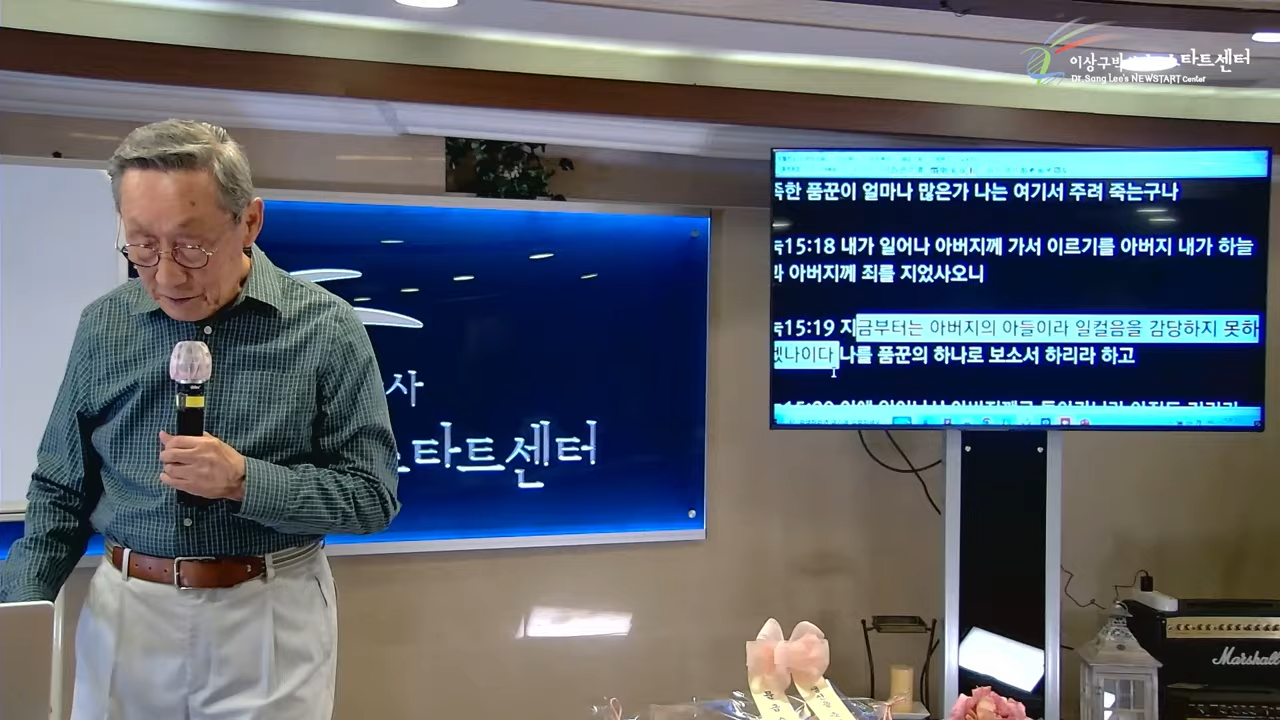 이상구박 타트센터
Dr. Sang Lee's NEWSTART Center
족한 품꾼이 얼마나 많은가 나는 여기서 주려 죽는구나
15:18 내가 일어나 아버지께 가서 이르기를 아버지 내가 하늘
아버지께 죄를 지었사오니
15:19 지금부터는 아버지의 아들이라 일컬음을 감당하지 못하
겠나이다 나를 품꾼의 하나로 보소서 하리라 하고
사
스타트센터
Marshall